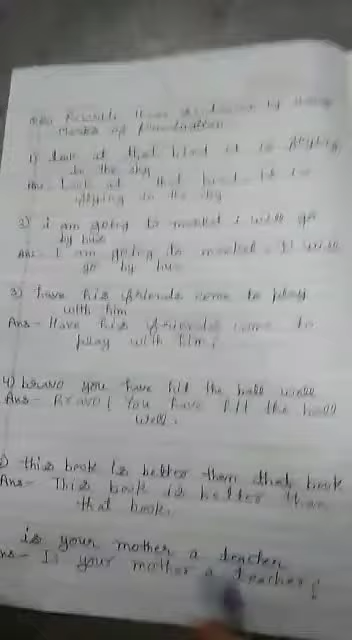 Rewrite these sentences by using
marks of punctuation
1) look at that bird it is flying
in the sky
Ans- Look at that bird. It is
flying in the sky
2) i am going to market i will go
by bus
Ans- I am going to market. I will
go by bus
3) have his friends come to play
with him
Ans- Have his friends come to
play with him,
4) bravo you have hit the ball well
Ans- Bravo! You have hit the ball
well.
) this book is better then that book
Ans- This book is better than
that book.
is your mother a teacher
ns- Is your mother a teacher!